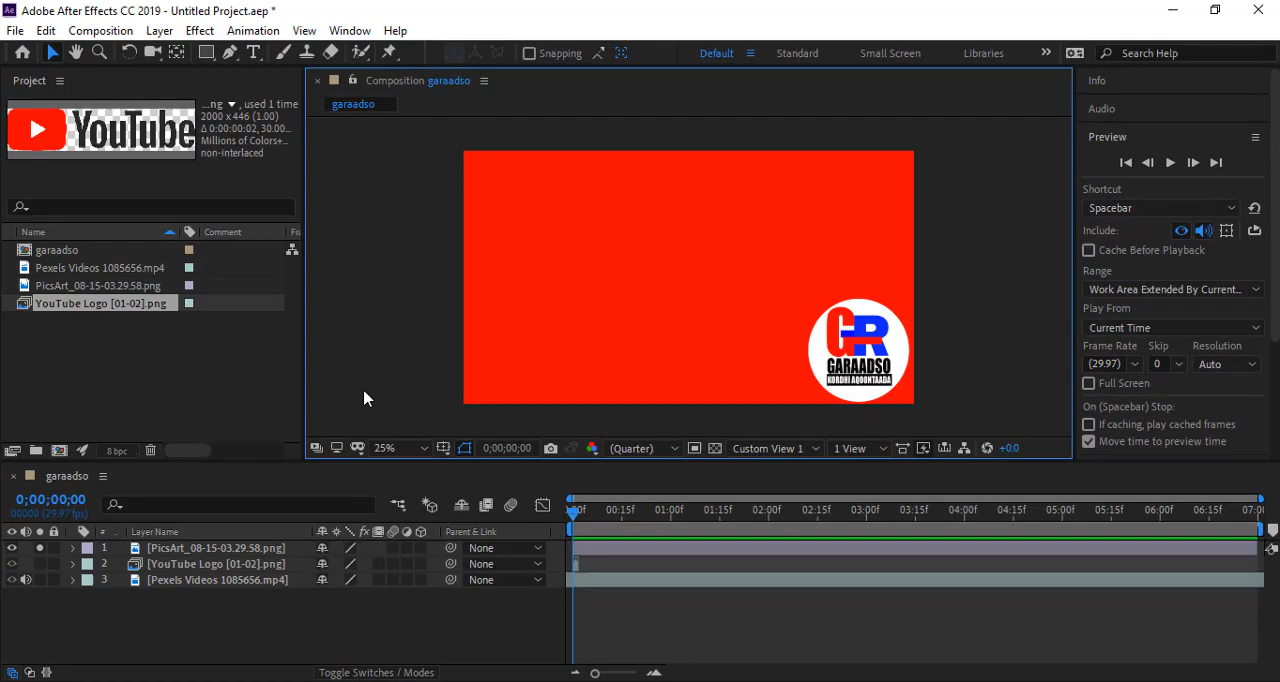 Adobe After Effects CC 2019 - Untitled Project.aep *
File Edit Composition Layer Effect Animation View Window Help
Snapping Default Standard Small Screen Libraries Search Help
Project
YouTube
...ng , used 1 time
2000 x 446 (1.00)
Δ 0:00:00:02, 30.00...
Millions of Colors+...
non-interlaced
Name Comment Fr
garaadso
Pexels Videos 1085656.mp4
PicsArt_08-15-03.29.58.png
YouTube Logo [01-02].png
8 bpc
Composition garaadso
garaadso
GR
GARAADSO
KORDHI AQOONTAADA
25% 0;00;00;00 (Quarter) Custom View 1 1 View +0.0
Info
Audio
Preview
Shortcut
Spacebar
Include:
Cache Before Playback
Range
Work Area Extended By Current...
Play From
Current Time
Frame Rate Skip Resolution
(29.97) 0 Auto
Full Screen
On (Spacebar) Stop:
If caching, play cached frames
Move time to preview time
garaadso
0;00;00;00
00000 (29.97 fps)
:00f 00:15f 01:00f 01:15f 02:00f 02:15f 03:00f 03:15f 04:00f 04:15f 05:00f 05:15f 06:00f 06:15f 07:0
# Layer Name Parent & Link
1 [PicsArt_08-15-03.29.58.png] None
2 [YouTube Logo [01-02].png] None
3 [Pexels Videos 1085656.mp4] None
Toggle Switches / Modes